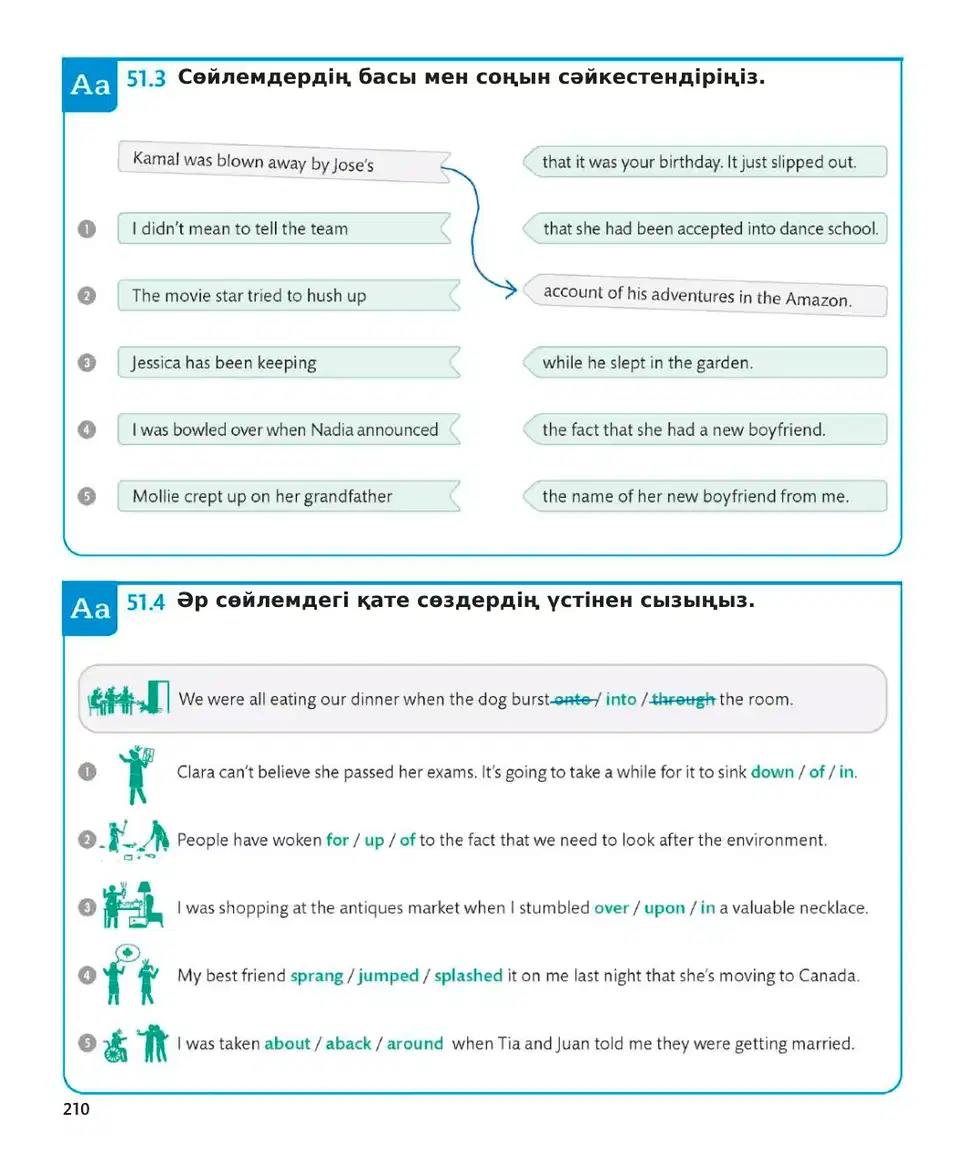 Aa 51.3 Сөйлемдердің басы мен соңын сәйкестендіріңіз.
Kamal was blown away by Jose's
that it was your birthday. It just slipped out.
1 I didn't mean to tell the team
that she had been accepted into dance school.
2 The movie star tried to hush up
account of his adventures in the Amazon.
3 Jessica has been keeping
while he slept in the garden.
4 I was bowled over when Nadia announced
the fact that she had a new boyfriend.
5 Mollie crept up on her grandfather
the name of her new boyfriend from me.
Aa 51.4 Әр сөйлемдегі қате сөздердің үстінен сызыңыз.
We were all eating our dinner when the dog burst onto / into / through the room.
1 Clara can't believe she passed her exams. It's going to take a while for it to sink down / of / in.
2 People have woken for / up / of to the fact that we need to look after the environment.
3 I was shopping at the antiques market when I stumbled over / upon / in a valuable necklace.
4 My best friend sprang / jumped / splashed it on me last night that she's moving to Canada.
5 I was taken about / aback / around when Tia and Juan told me they were getting married.
210